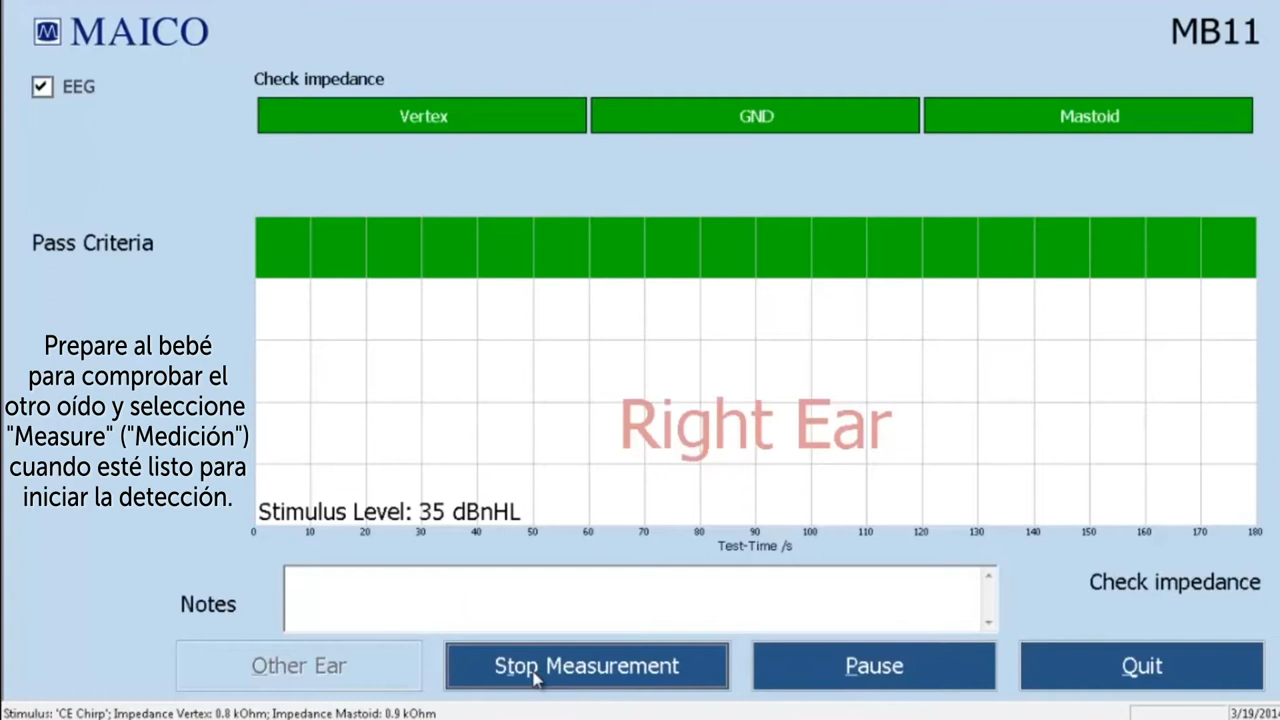 MAICO
MB11
EEG
Check impedance
Vertex GND Mastoid
Pass Criteria
Prepare al bebé
para comprobar el
otro oído y seleccione
"Measure" ("Medición")
cuando esté listo para
iniciar la detección.
Right Ear
Stimulus Level: 35 dBnHL
0 10 20 30 40 50 60 70 80 90 100 110 120 130 140 150 160 170 180
Test-Time /s
Notes
Check impedance
Other Ear Stop Measurement Pause Quit
Stimulus: 'CE Chirp'; Impedance Vertex: 0.8 kOhm; Impedance Mastoid: 0.9 kOhm